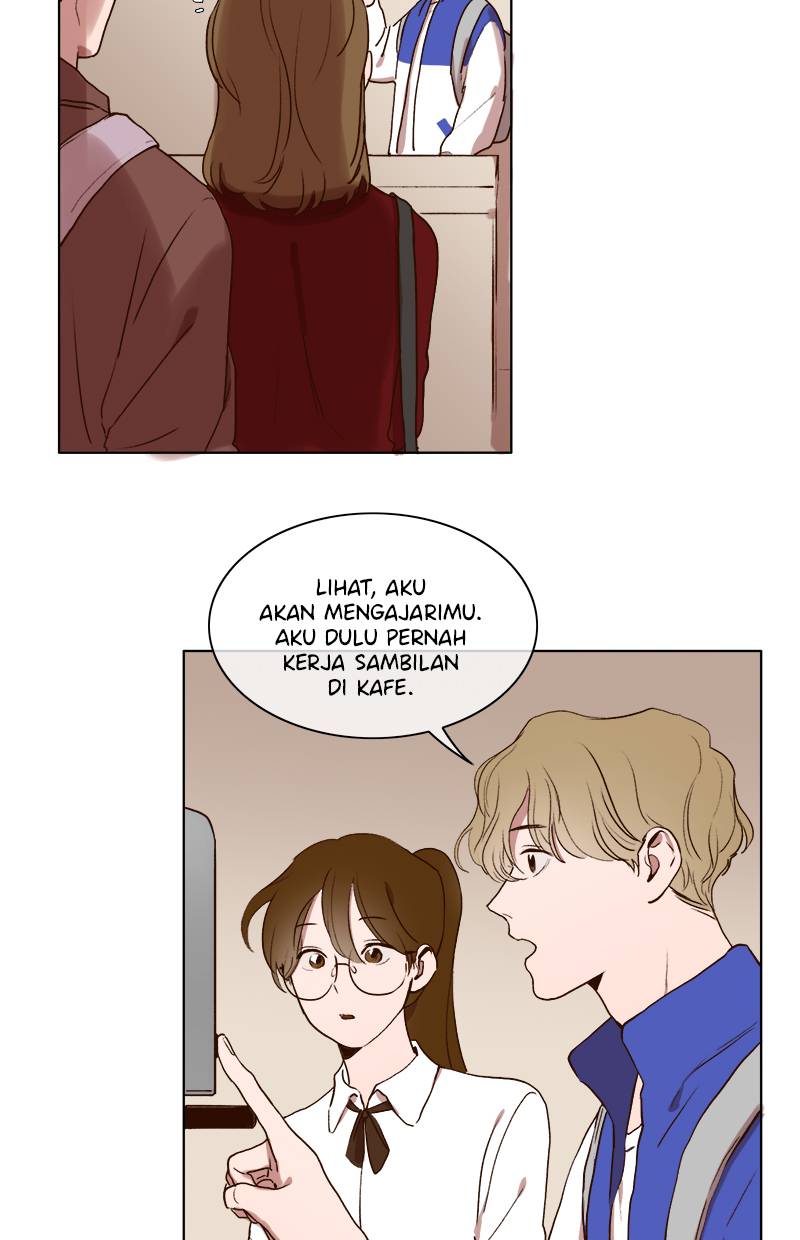 LIHAT, AKU
AKAN MENGAJARIMU.
AKU DULU PERNAH
KERJA SAMBILAN
DI KAFE.